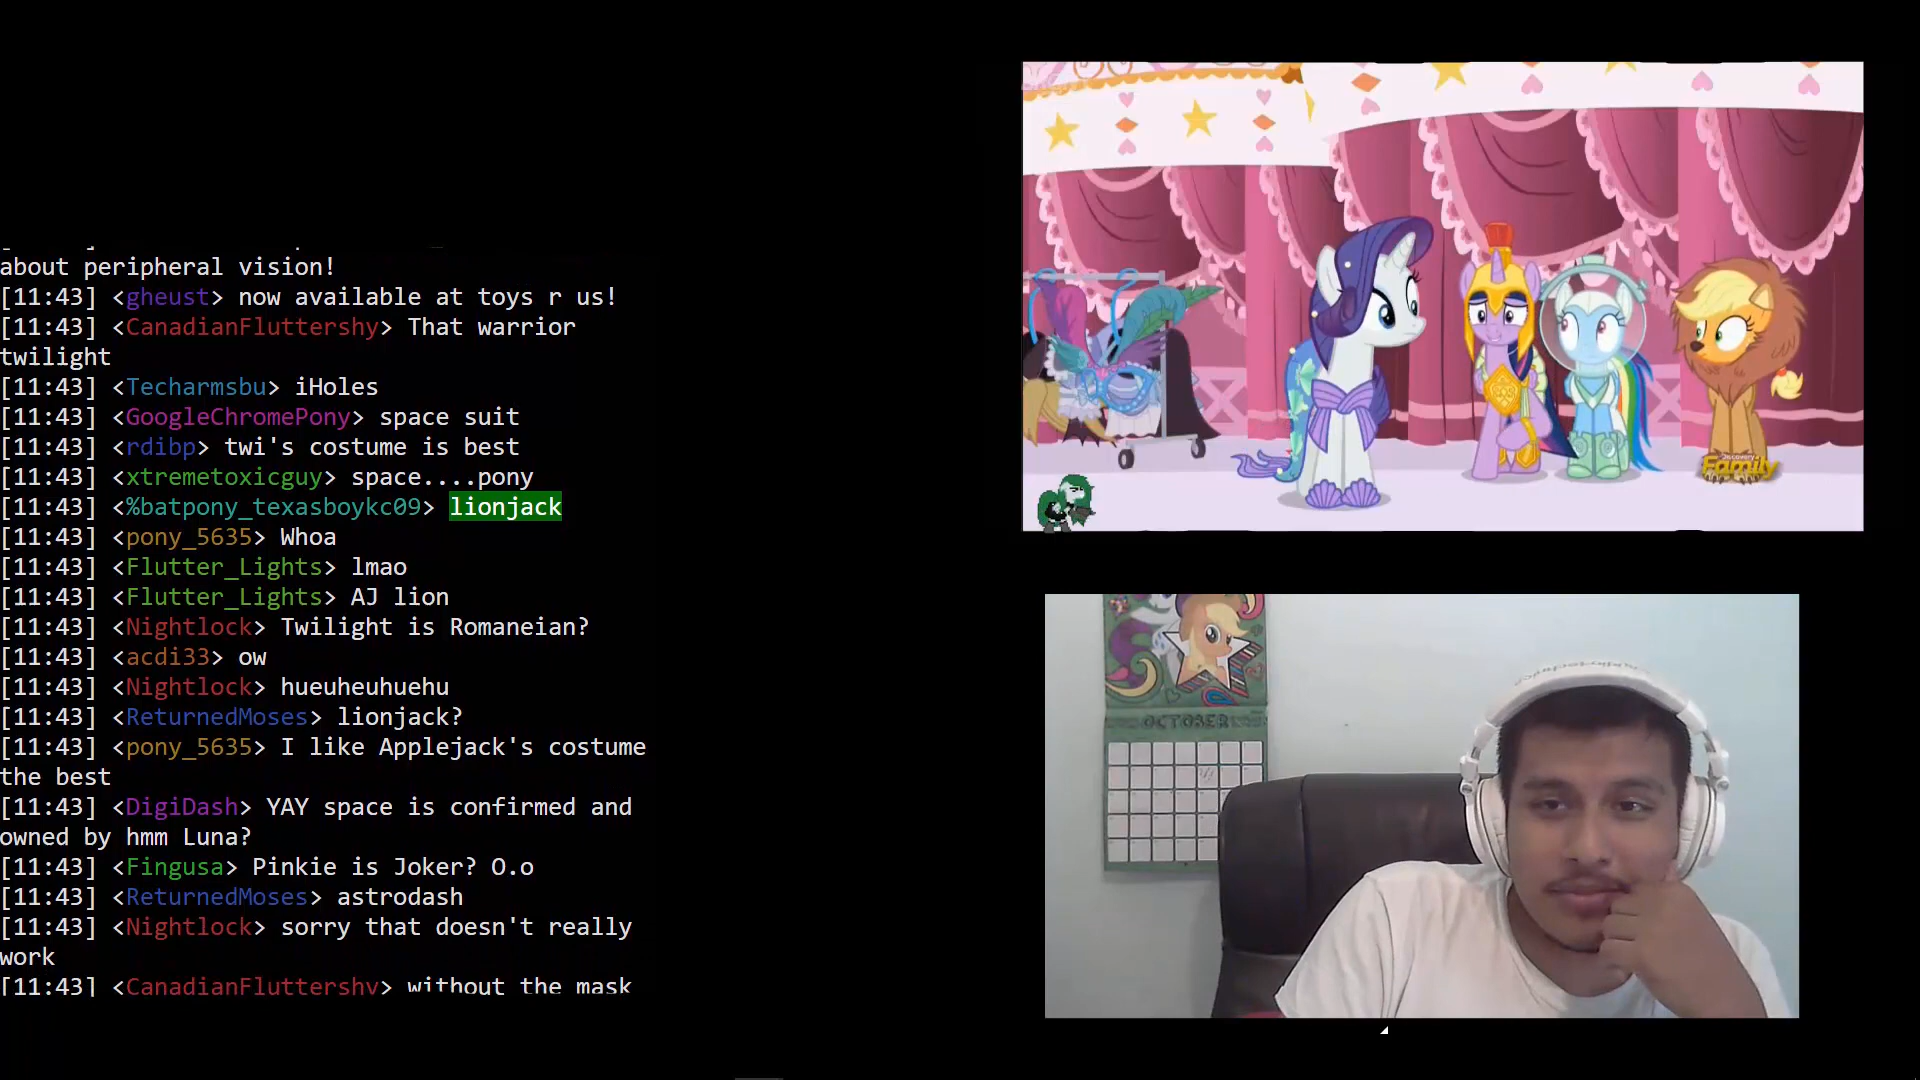 about peripheral vision!
[11:43] <gheust> now available at toys r us!
[11:43] <CanadianFluttershy> That warrior
twilight
[11:43] <Techarmsbu> iHoles
[11:43] <GoogleChromePony> space suit
[11:43] <rdibp> twi's costume is best
[11:43] <xtremetoxicguy> space....pony
[11:43] <%batpony_texasboykc09> lionjack
[11:43] <pony_5635> Whoa
[11:43] <Flutter_Lights> lmao
[11:43] <Flutter_Lights> AJ lion
[11:43] <Nightlock> Twilight is Romaneian?
[11:43] <acdi33> ow
[11:43] <Nightlock> hueuheuhuehu
[11:43] <ReturnedMoses> lionjack?
[11:43] <pony_5635> I like Applejack's costume
the best
[11:43] <DigiDash> YAY space is confirmed and
owned by hmm Luna?
[11:43] <Fingusa> Pinkie is Joker? O.o
[11:43] <ReturnedMoses> astrodash
[11:43] <Nightlock> sorry that doesn't really
work
[11:43] <CanadianFluttershy> without the mask
Discovery
Family
OCTOBER